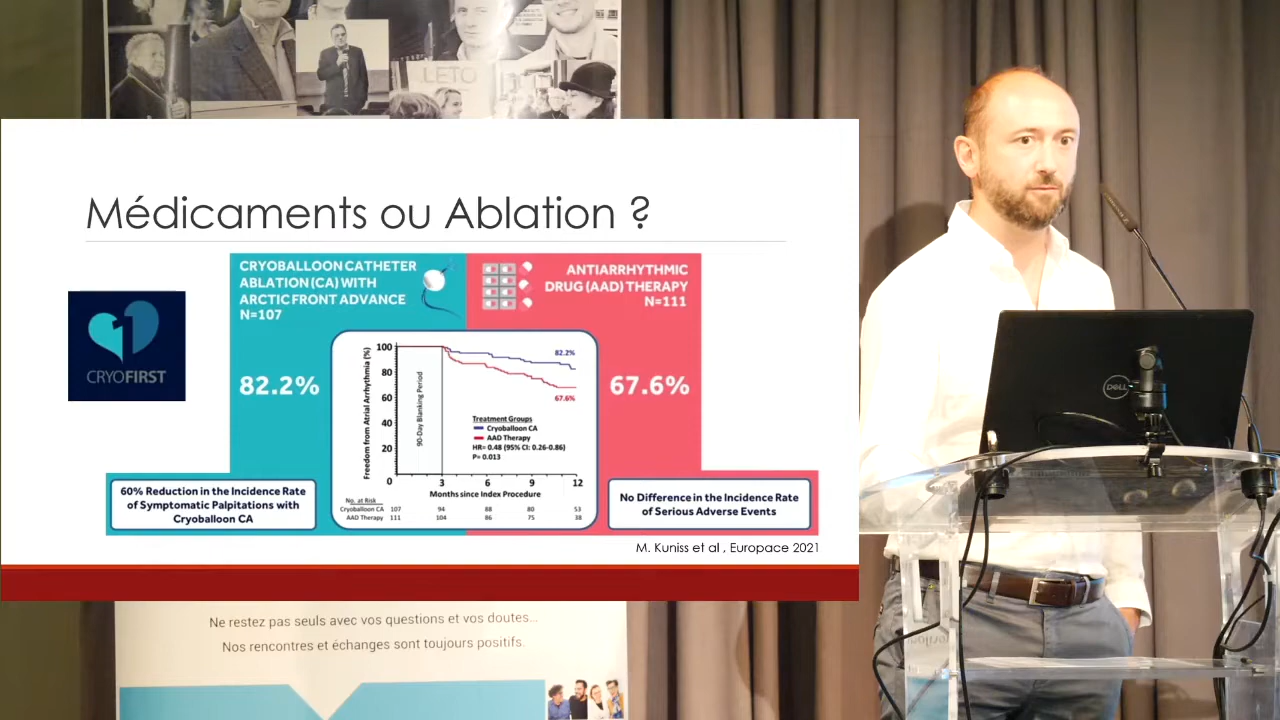 LETO
Médicaments ou Ablation ?
CRYOBALLOON CATHETER
ABLATION (CA) WITH
ARCTIC FRONT ADVANCE
N=107
ANTIARRHYTHMIC
DRUG (AAD) THERAPY
N=111
1
CRYOFIRST
82.2%
67.6%
Freedom from Atrial Arrhythmia (%)
100
80
60
40
20
0
90-Day Blanking Period
82.2%
67.6%
Treatment Groups
Cryoballoon CA
AAD Therapy
HR= 0.48 (95% CI: 0.26-0.86)
P= 0.013
3 6 9 12
Months since Index Procedure
No. at Risk
Cryoballoon CA 107 94 88 80 53
AAD Therapy 111 104 86 75 38
60% Reduction in the Incidence Rate
of Symptomatic Palpitations with
Cryoballoon CA
No Difference in the Incidence Rate
of Serious Adverse Events
M. Kuniss et al , Europace 2021
DELL
Ne restez pas seuls avec vos questions et vos doutes...
Nos rencontres et échanges sont toujours positifs.